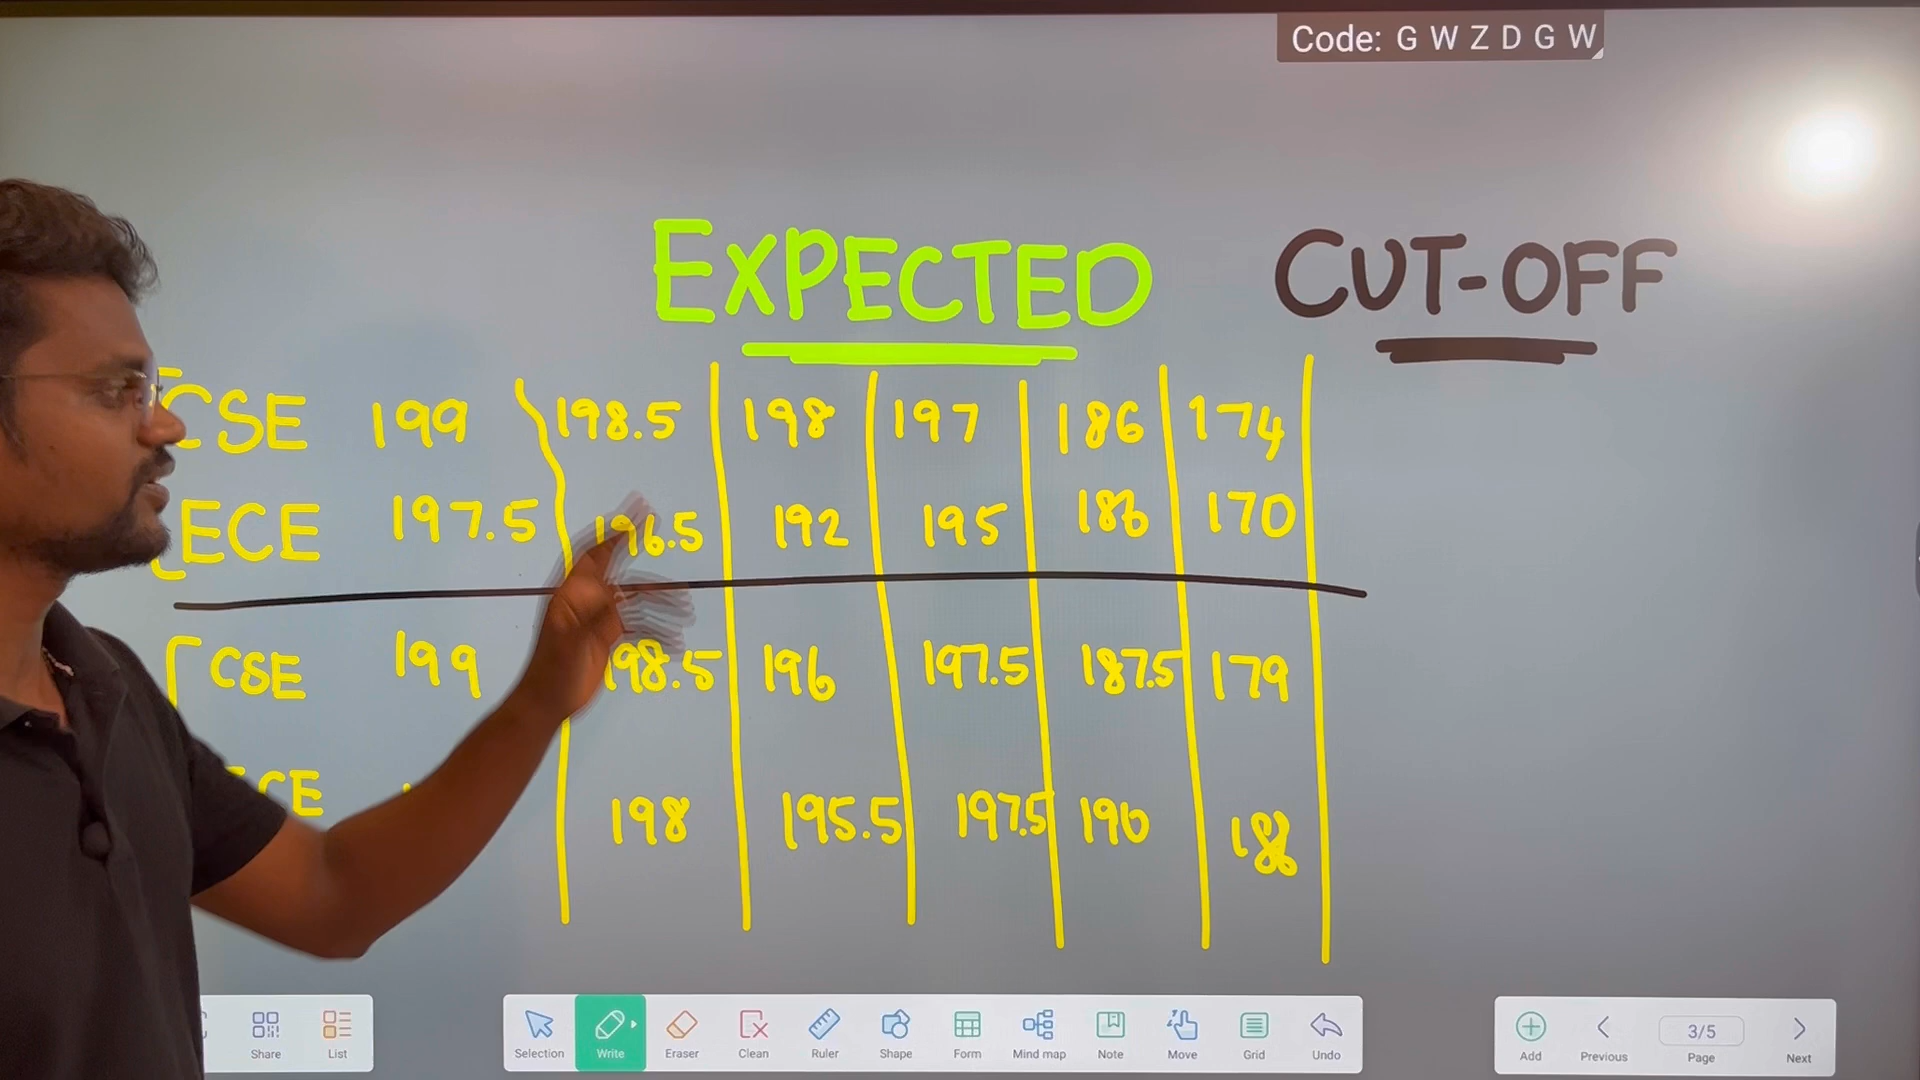 Code: G W Z D G W
EXPECTED CUT-OFF
CSE 199 198.5 198 197 186 174
ECE 197.5 196.5 192 195 186 170
CSE 199 198.5 196 197.5 187.5 179
198 195.5 197.5 190
Share List Selection Write Eraser Clean Ruler Shape Form Mind map Note Move Grid Undo Add Previous 3/5 Page Next